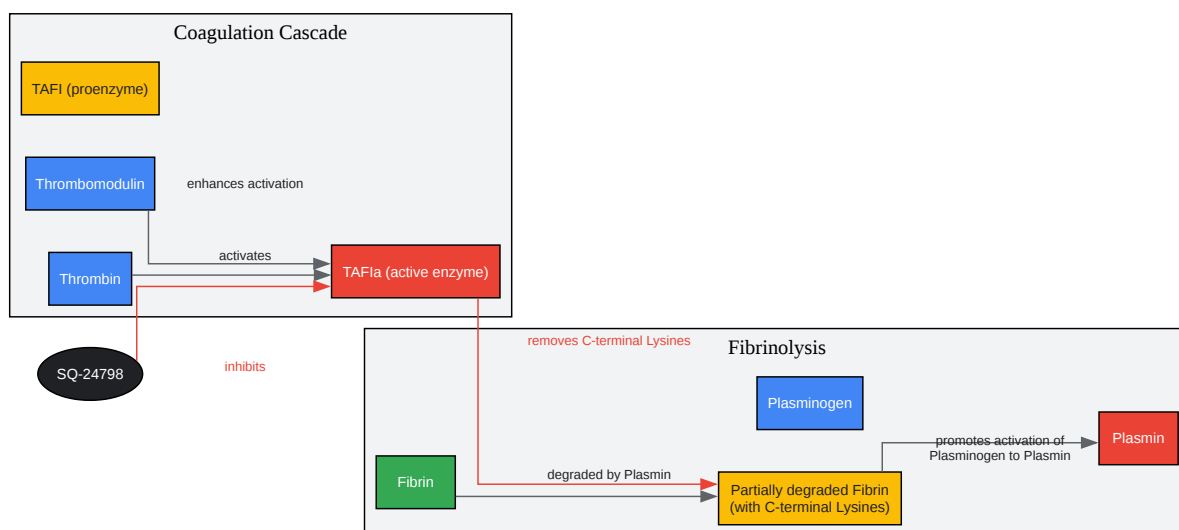 Coagulation Cascade
TAFI (proenzyme)
Thrombomodulin
enhances activation
activates
Thrombin
TAFIa (active enzyme)
SQ-24798
inhibits
removes C-terminal Lysines
Fibrinolysis
Plasminogen
promotes activation of
Plasminogen to Plasmin
Plasmin
Fibrin
degraded by Plasmin
Partially degraded Fibrin
(with C-terminal Lysines)